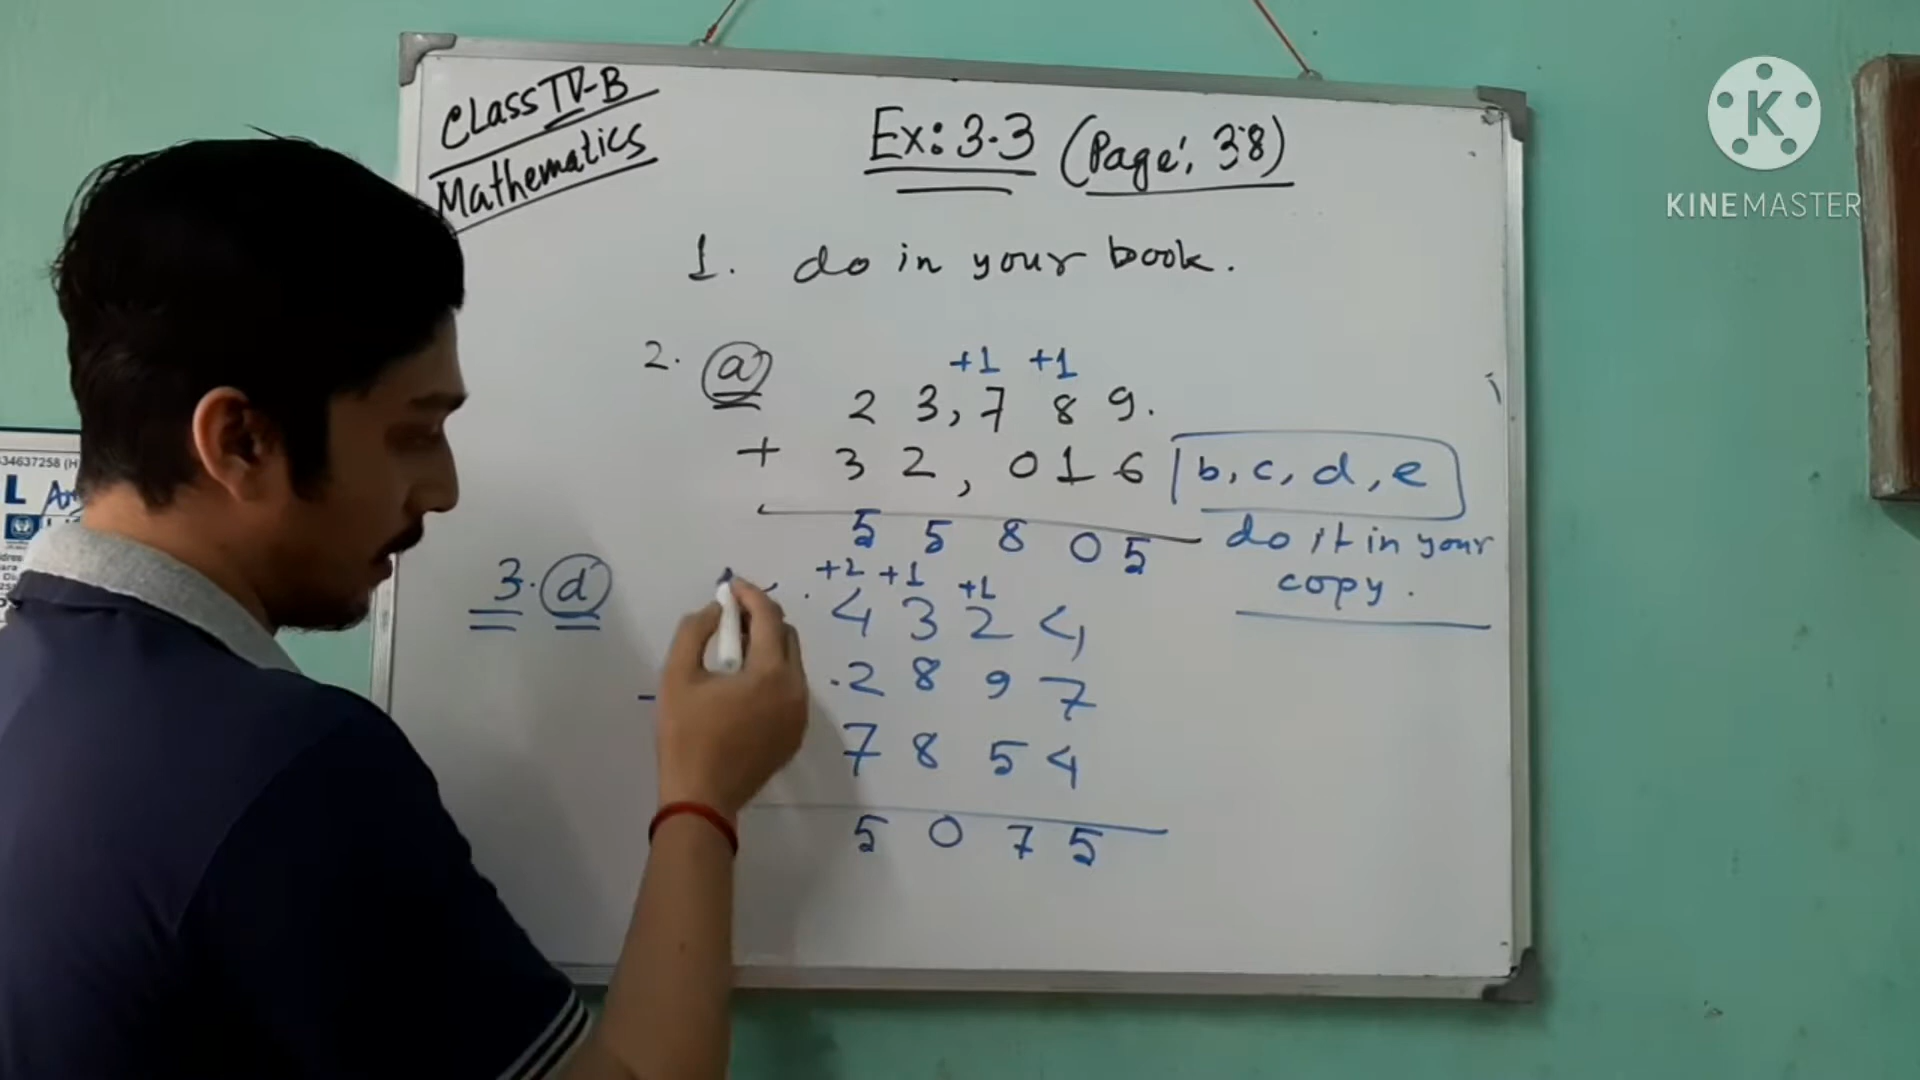 Class IV-B
Mathematics
Ex: 3.3 (Page: 38)
1. do in your book.
2. a
+1 +1
2 3, 7 8 9.
+ 3 2, 0 1 6
5 5 8 0 5
b, c, d, e
do it in your
copy.
3. d
+2 +1 +1
4 3 2 4
2 8 9 7
7 8 5 4
5 0 7 5
K
KINEMASTER
34637258 (H)
L